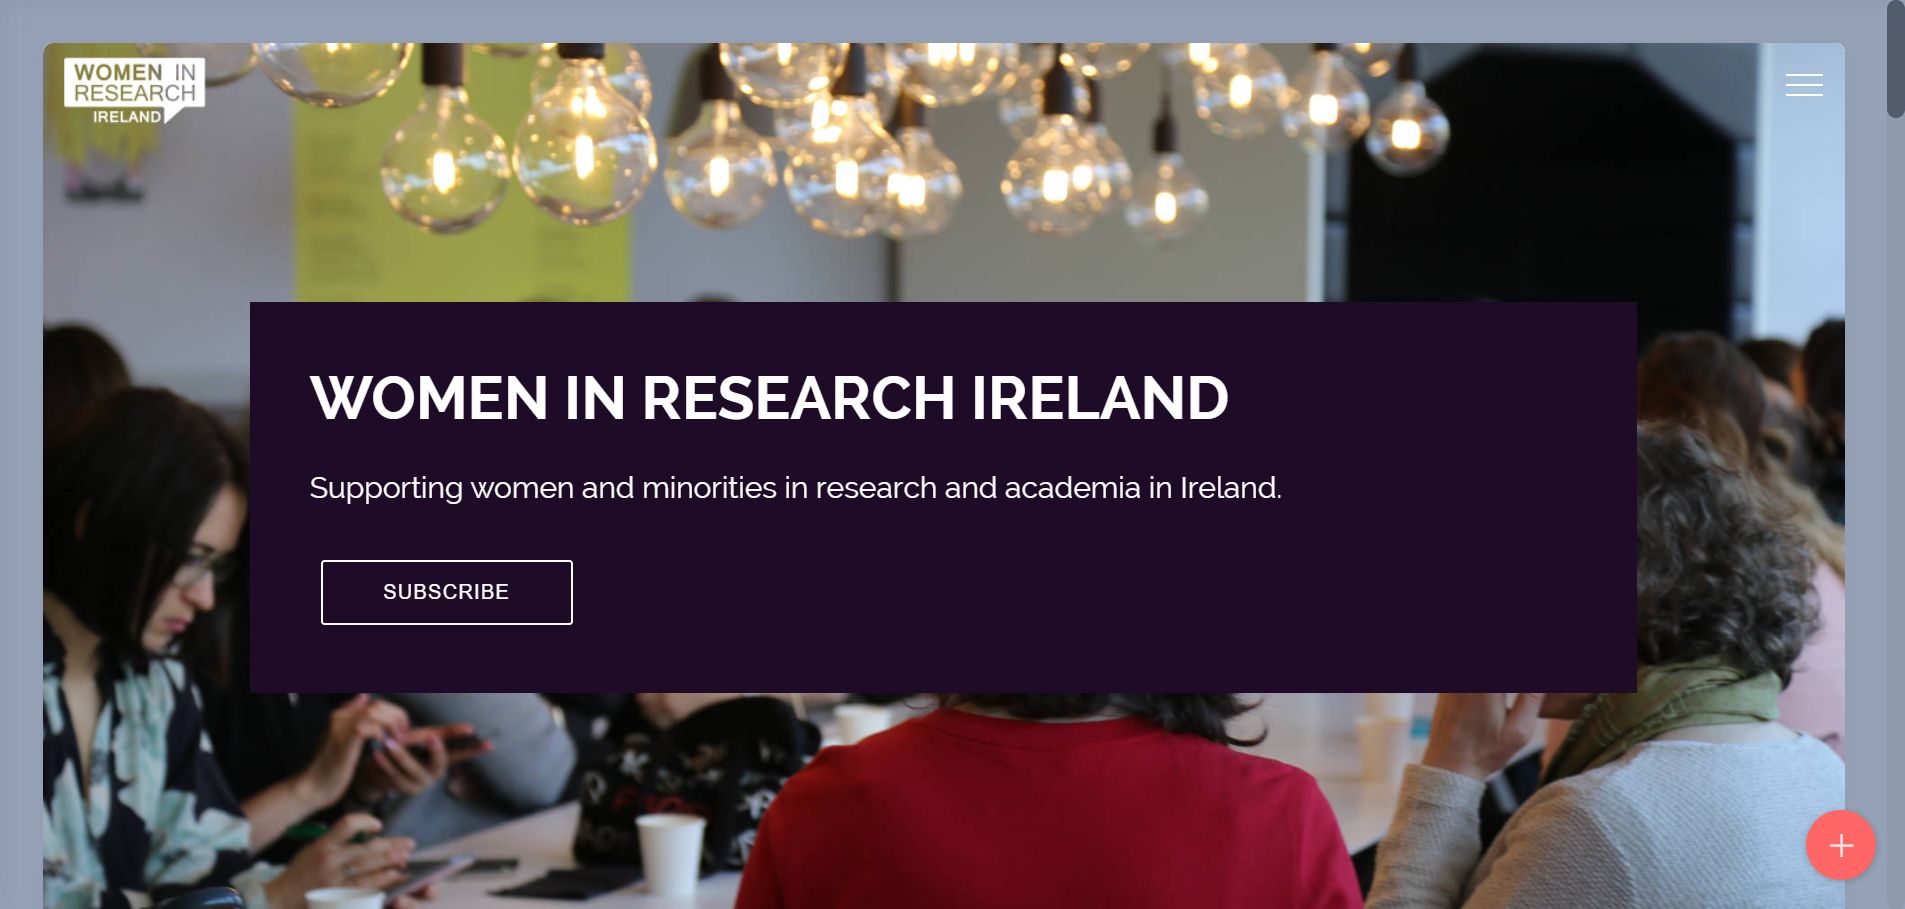 WOMEN IN
RESEARCH
IRELAND
WOMEN IN RESEARCH IRELAND
Supporting women and minorities in research and academia in Ireland.
SUBSCRIBE